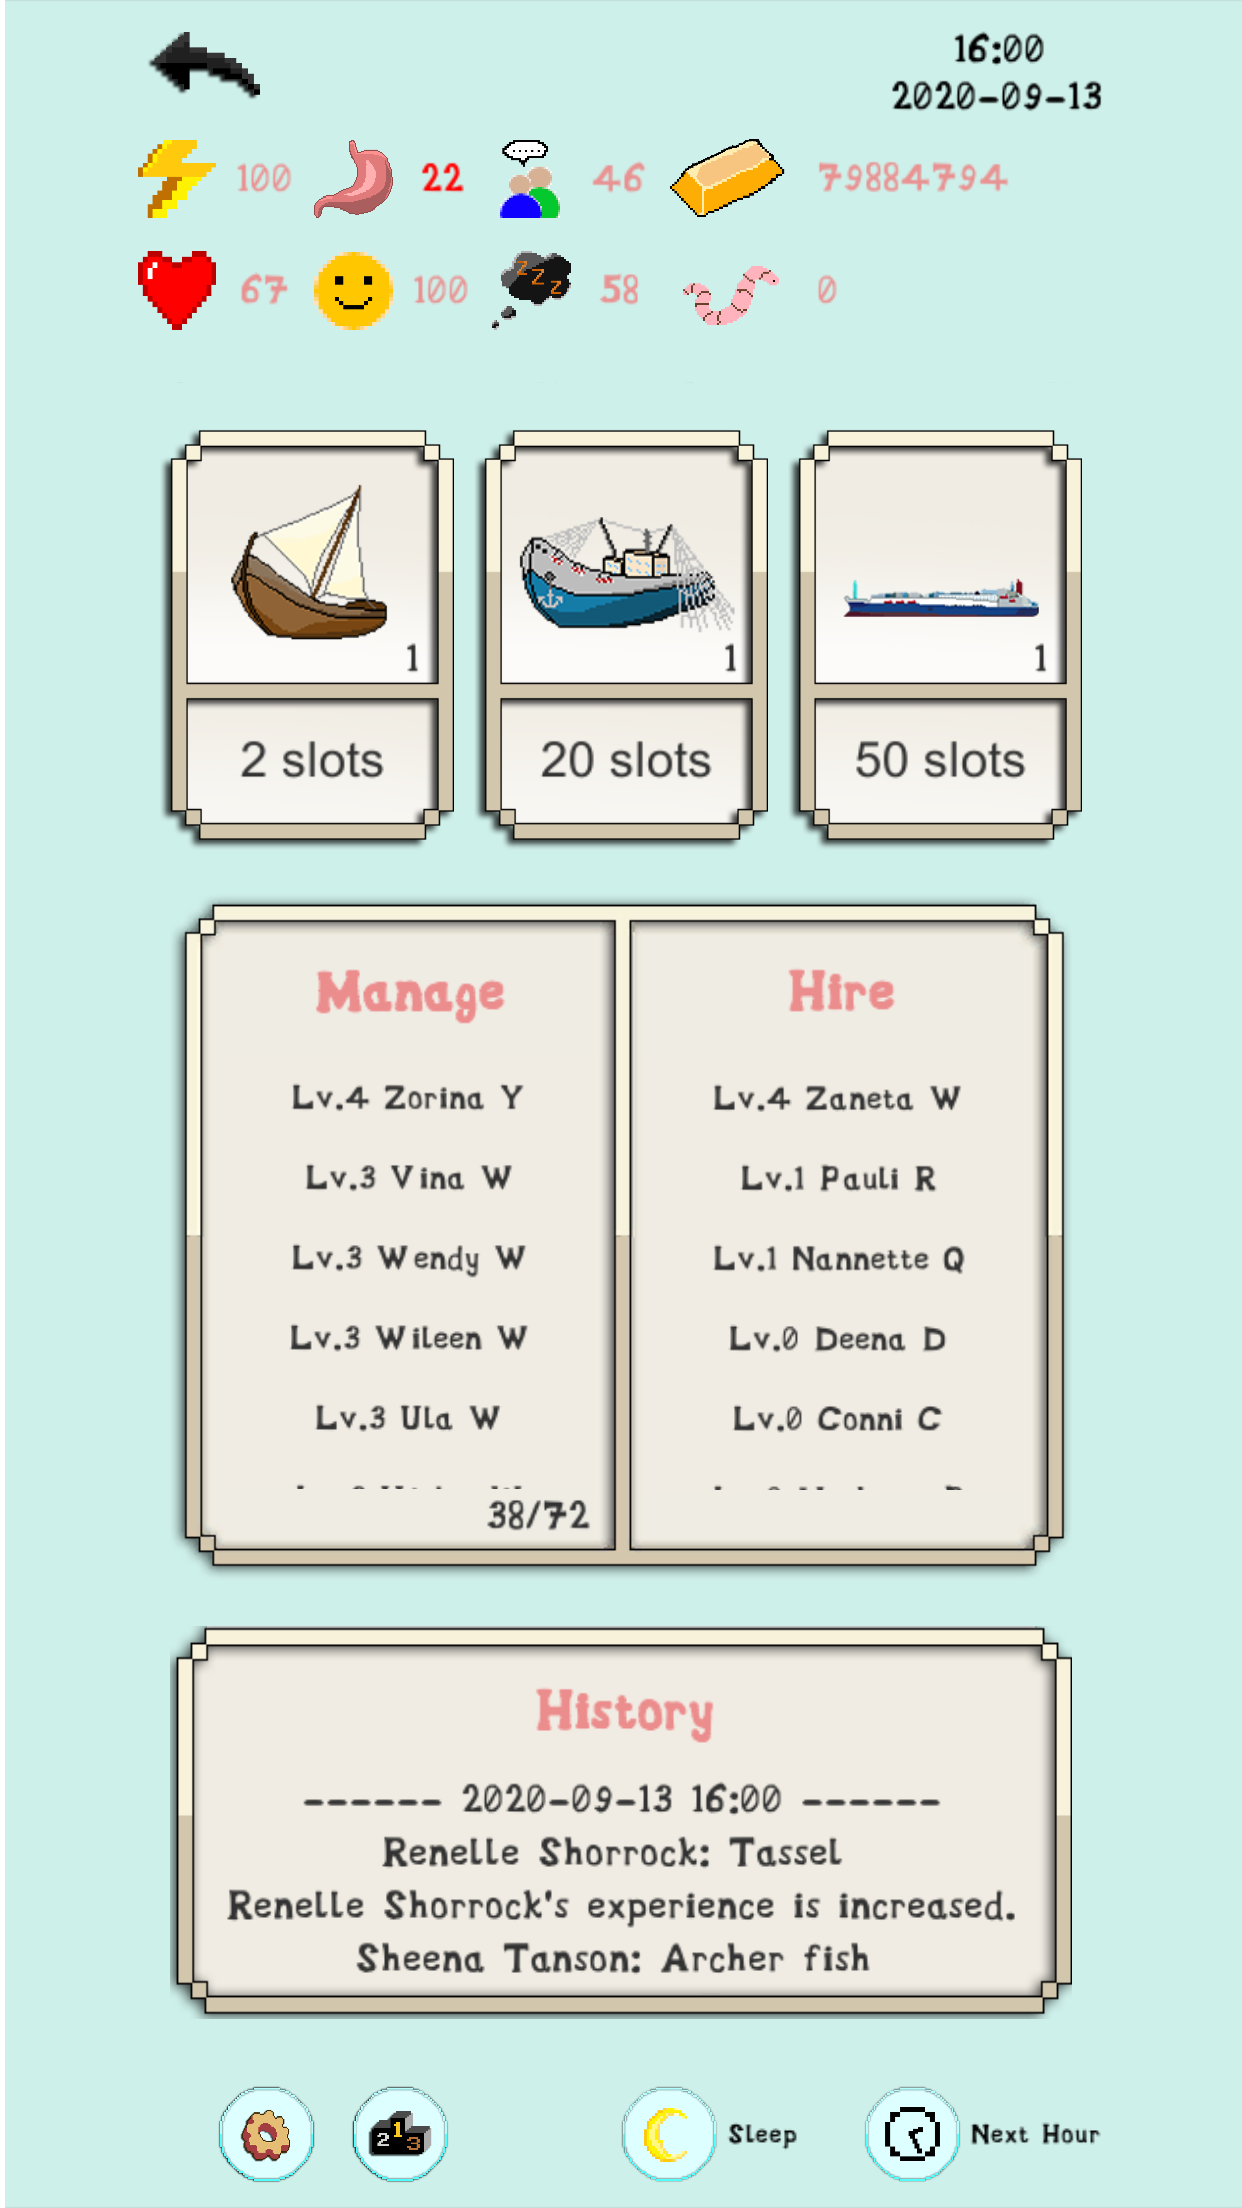 16:00
2020-09-13
100 22 46 79884794
67 100 58 0
1 1 1
2 slots 20 slots 50 slots
Manage
Lv.4 Zorina Y
Lv.3 Vina W
Lv.3 Wendy W
Lv.3 Wileen W
Lv.3 Ula W
38/72
Hire
Lv.4 Zaneta W
Lv.1 Pauli R
Lv.1 Nannette Q
Lv.0 Deena D
Lv.0 Conni C
History
------ 2020-09-13 16:00 ------
Renelle Shorrock: Tassel
Renelle Shorrock's experience is increased.
Sheena Tanson: Archer fish
2 1 3
Sleep
Next Hour